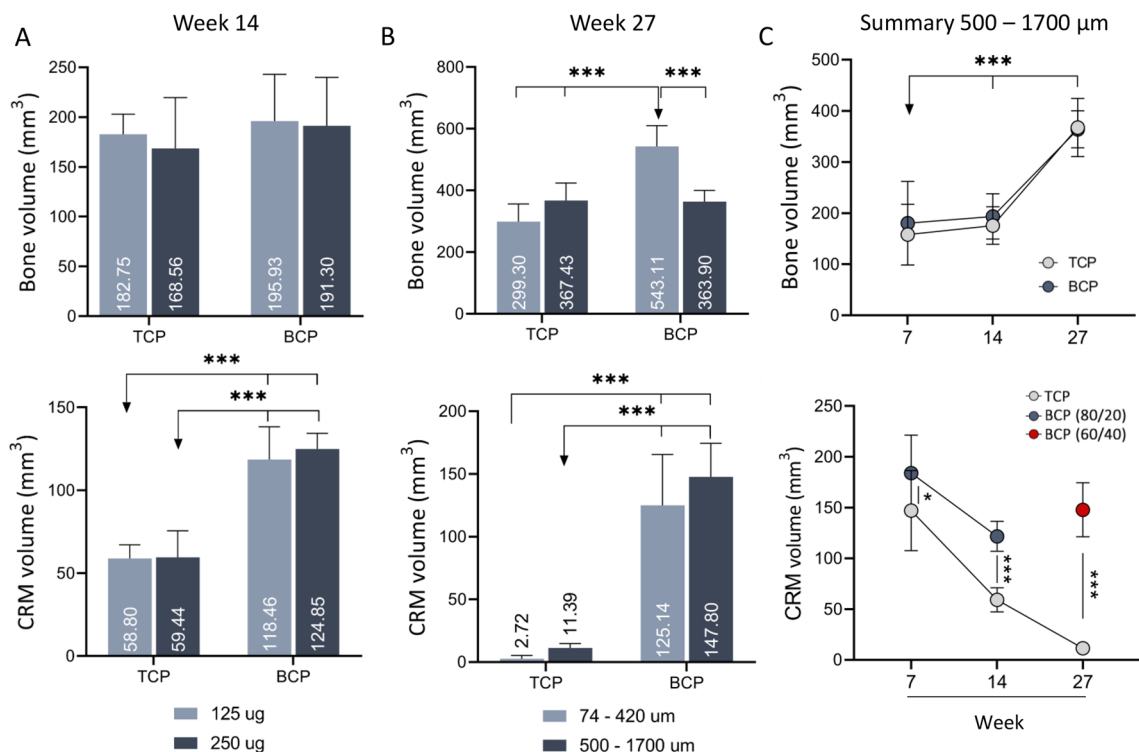 A
Week 14
Bone volume (mm³)
250
200
150
100
50
0
182.75
168.56
195.93
191.30
TCP
BCP
***
***
CRM volume (mm³)
150
100
50
0
58.80
59.44
118.46
124.85
TCP
BCP
125 ug
250 ug
B
Week 27
***
***
Bone volume (mm³)
800
600
400
200
0
299.30
367.43
543.11
363.90
TCP
BCP
***
***
CRM volume (mm³)
200
150
100
50
0
2.72
11.39
125.14
147.80
TCP
BCP
74 - 420 um
500 - 1700 um
C
Summary 500 – 1700 µm
***
Bone volume (mm³)
500
400
300
200
100
0
TCP
BCP
7
14
27
TCP
BCP (80/20)
BCP (60/40)
CRM volume (mm³)
250
200
150
100
50
0
*
***
***
7
14
27
Week